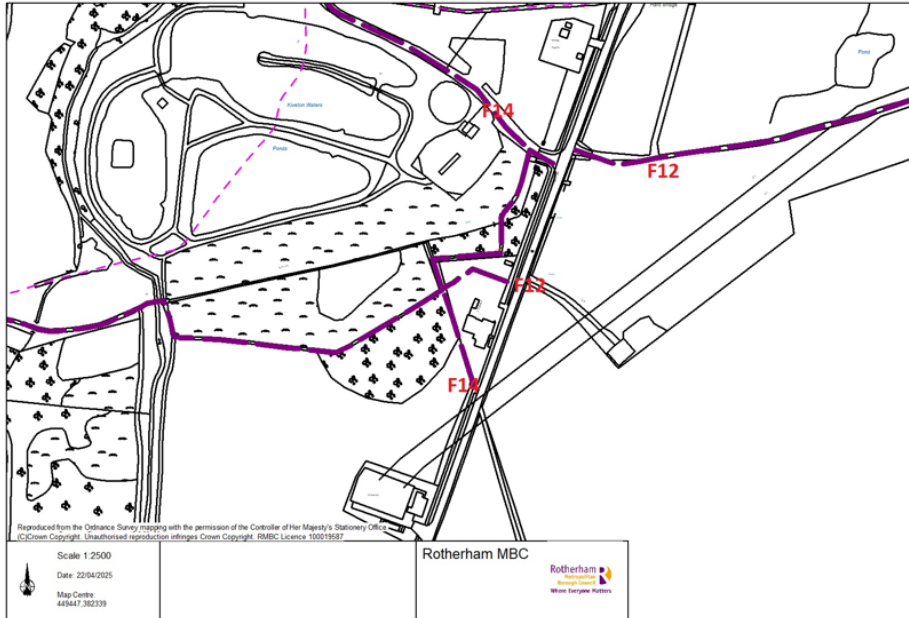 Pond
F14
Kiveton Waters
Ponds
F12
F12
F14
Reproduced from the Ordnance Survey mapping with the permission of the Controller of Her Majesty's Stationery Office.
(C)Crown Copyright. Unauthorised reproduction infringes Crown Copyright. RMBC Licence 100019587
Scale 1:2500
Date: 22/04/2025
Map Centre:
449447,382339
Rotherham MBC
Rotherham
Metropolitan
Borough Council
Where Everyone Matters